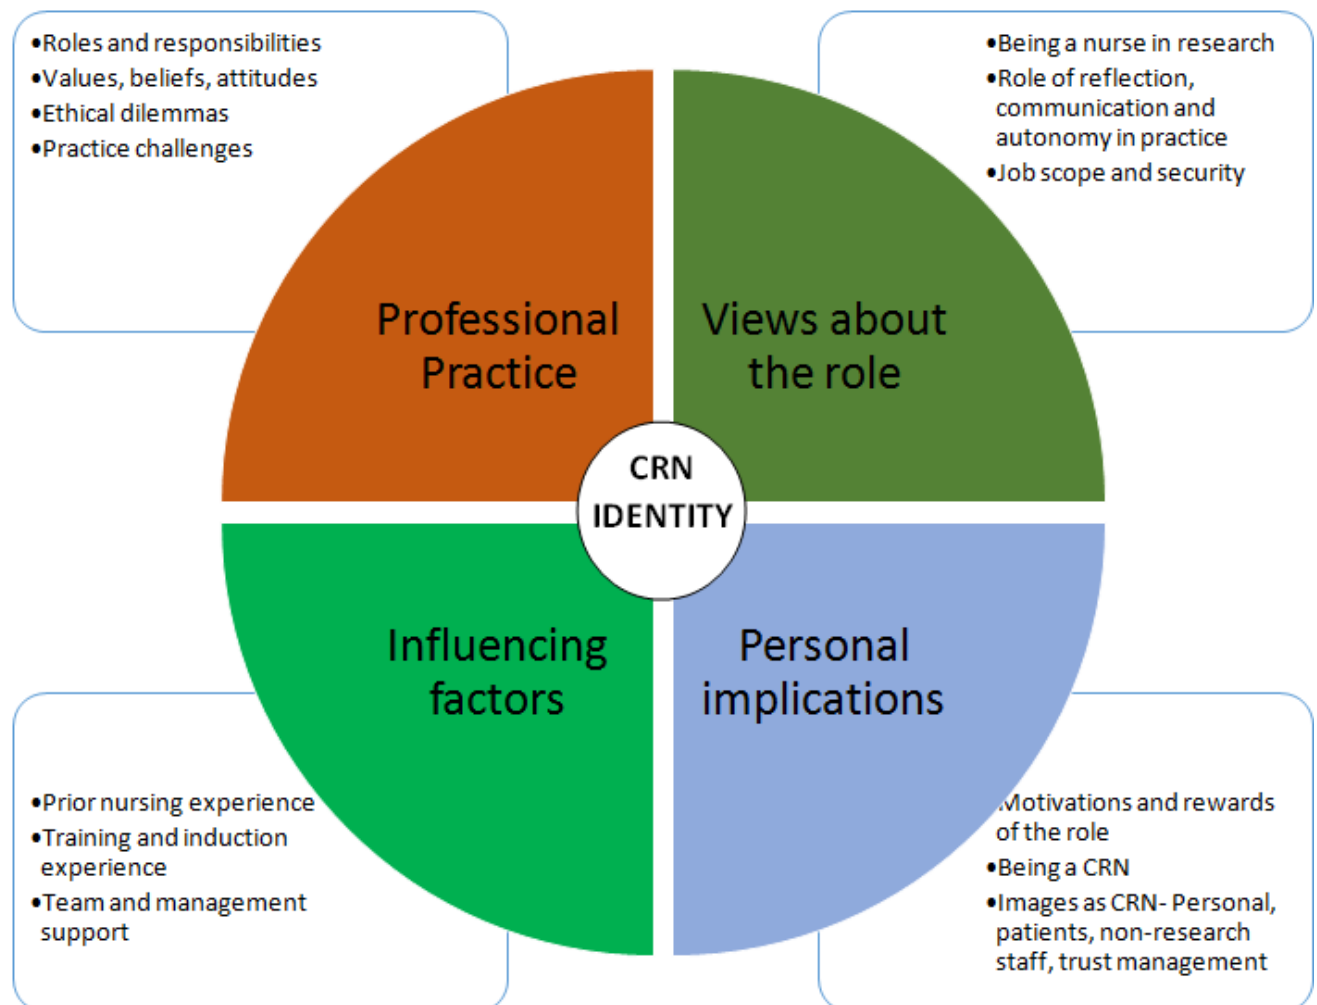 •Roles and responsibilities
•Values, beliefs, attitudes
•Ethical dilemmas
•Practice challenges
•Being a nurse in research
•Role of reflection,
communication and
autonomy in practice
•Job scope and security
Professional
Practice
Views about
the role
CRN
IDENTITY
Influencing
factors
Personal
implications
•Prior nursing experience
•Training and induction
experience
•Team and management
support
Motivations and rewards
of the role
•Being a CRN
•Images as CRN- Personal,
patients, non-research
staff, trust management